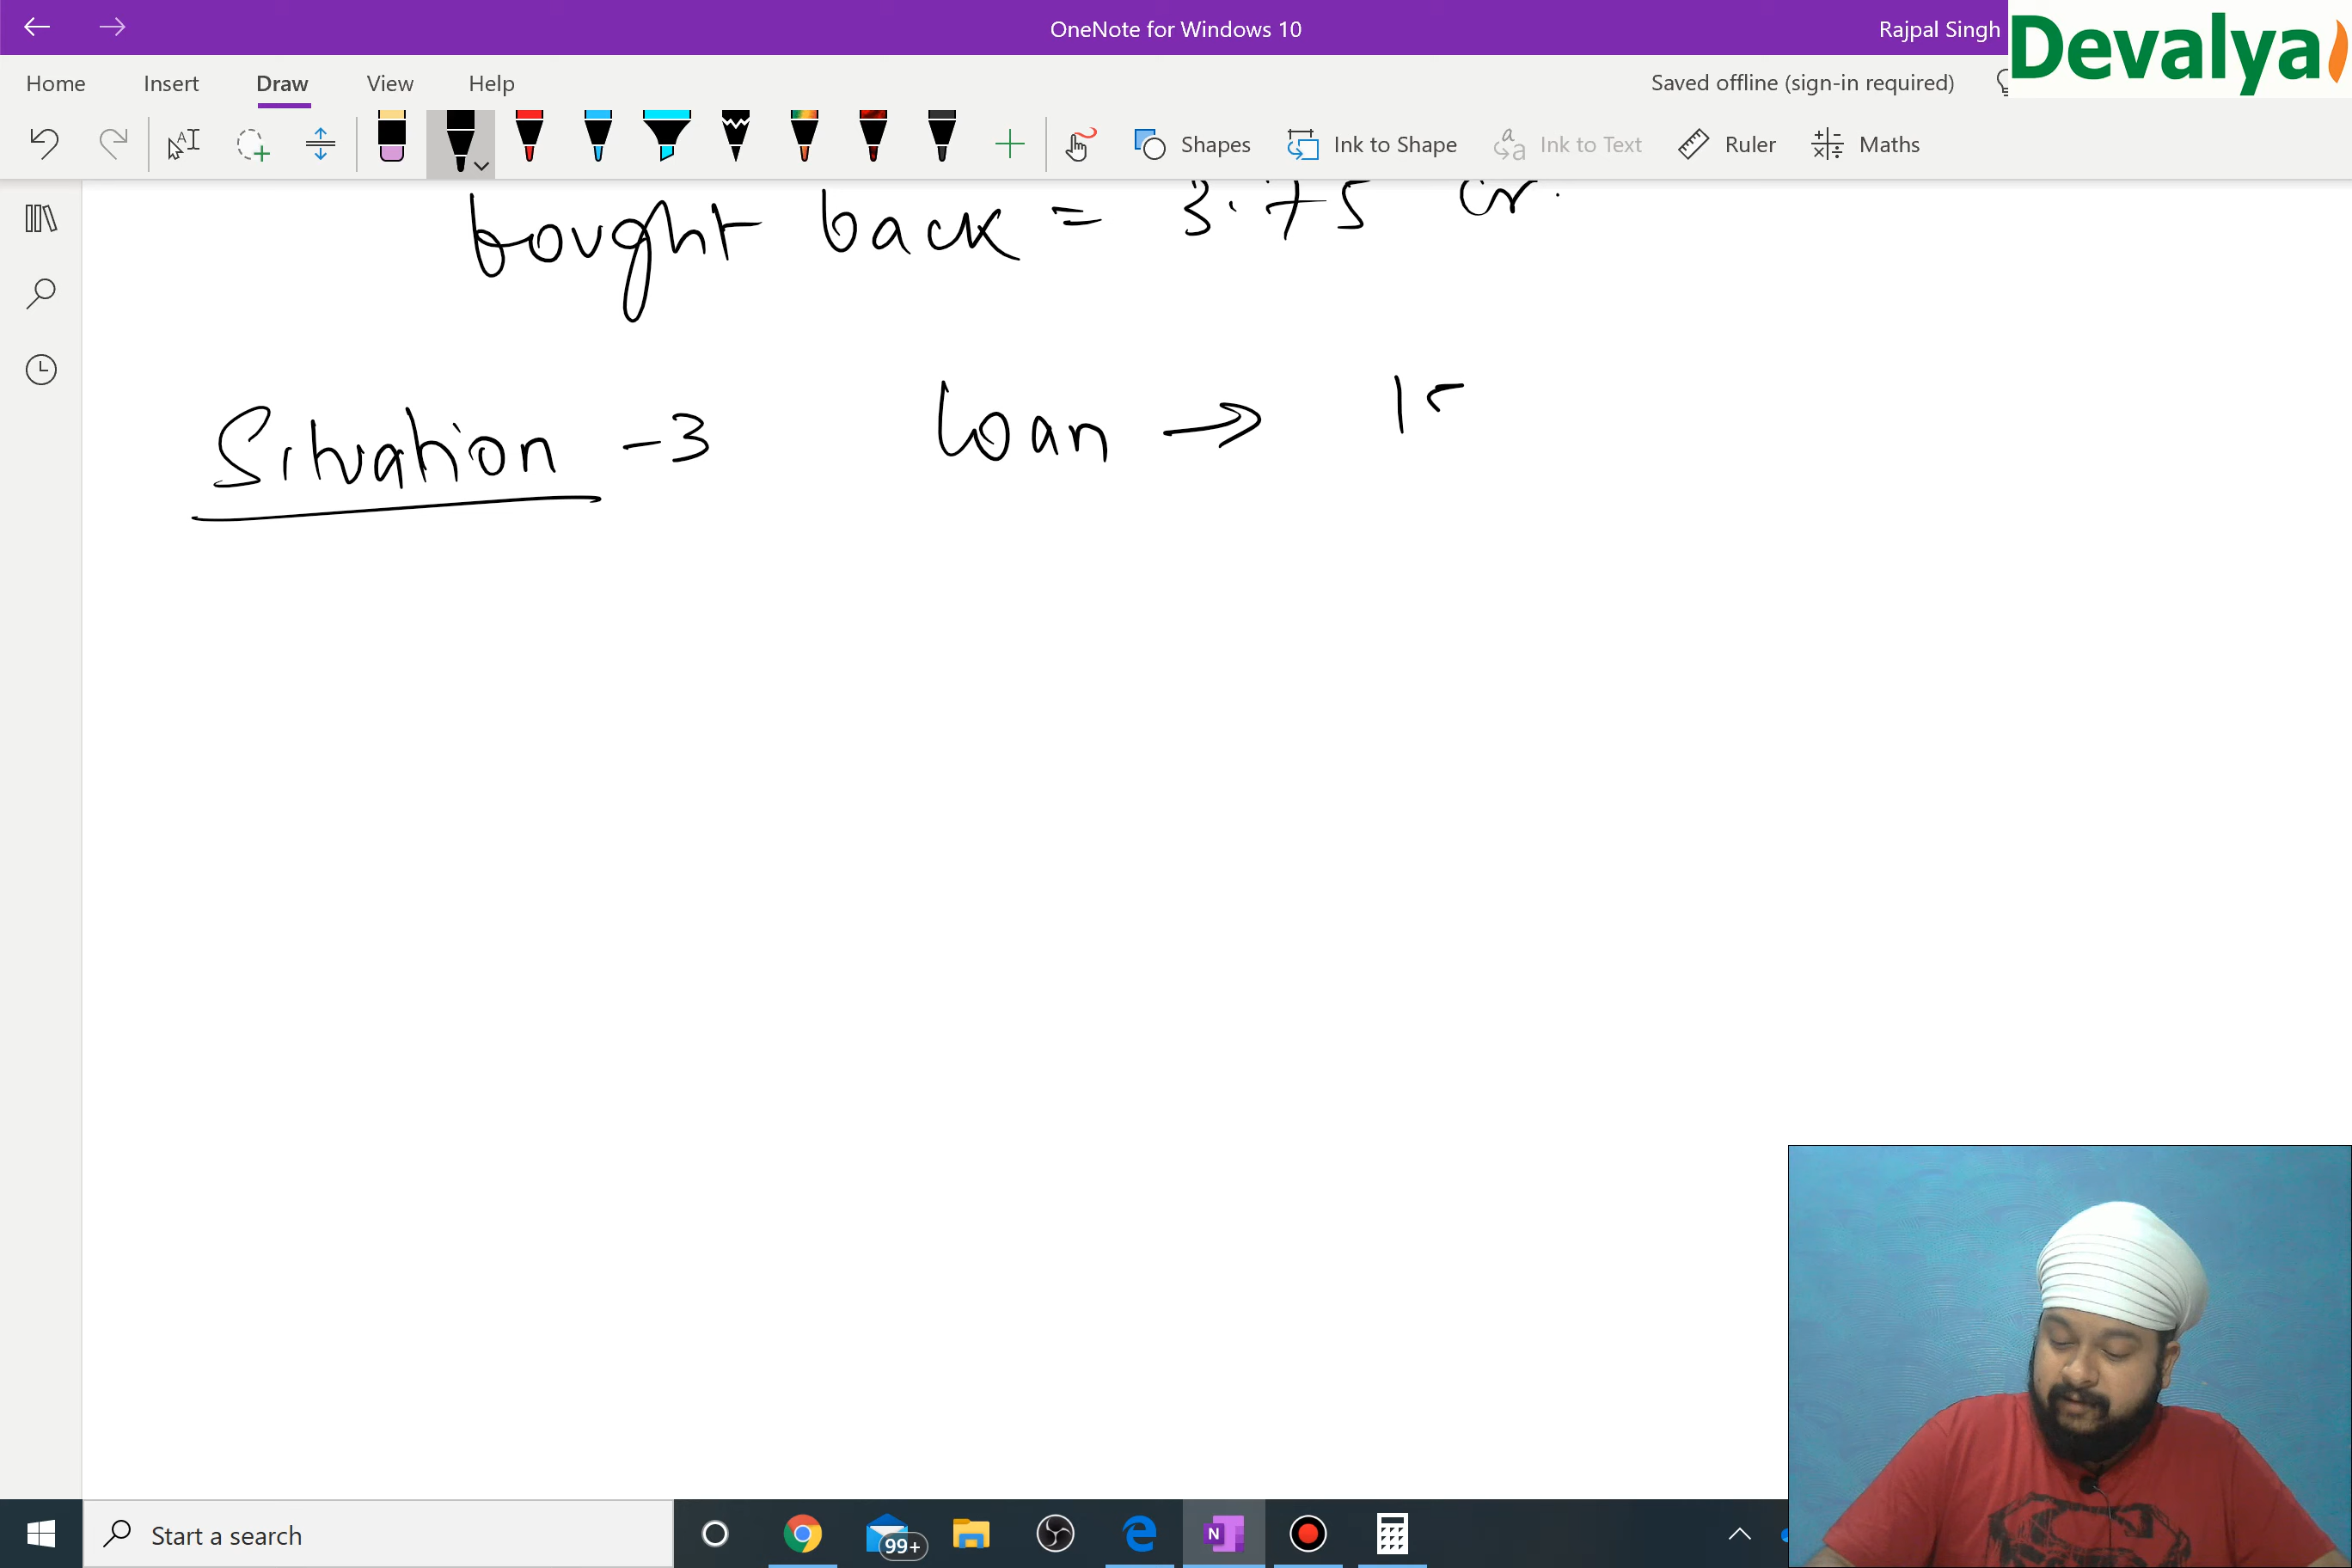 OneNote for Windows 10
Rajpal Singh
Devalya
Home Insert Draw View Help
Saved offline (sign-in required)
Shapes Ink to Shape Ink to Text Ruler Maths
bought back = 3.75 cr.
Situation -3 loan → 15
Start a search
99+
N